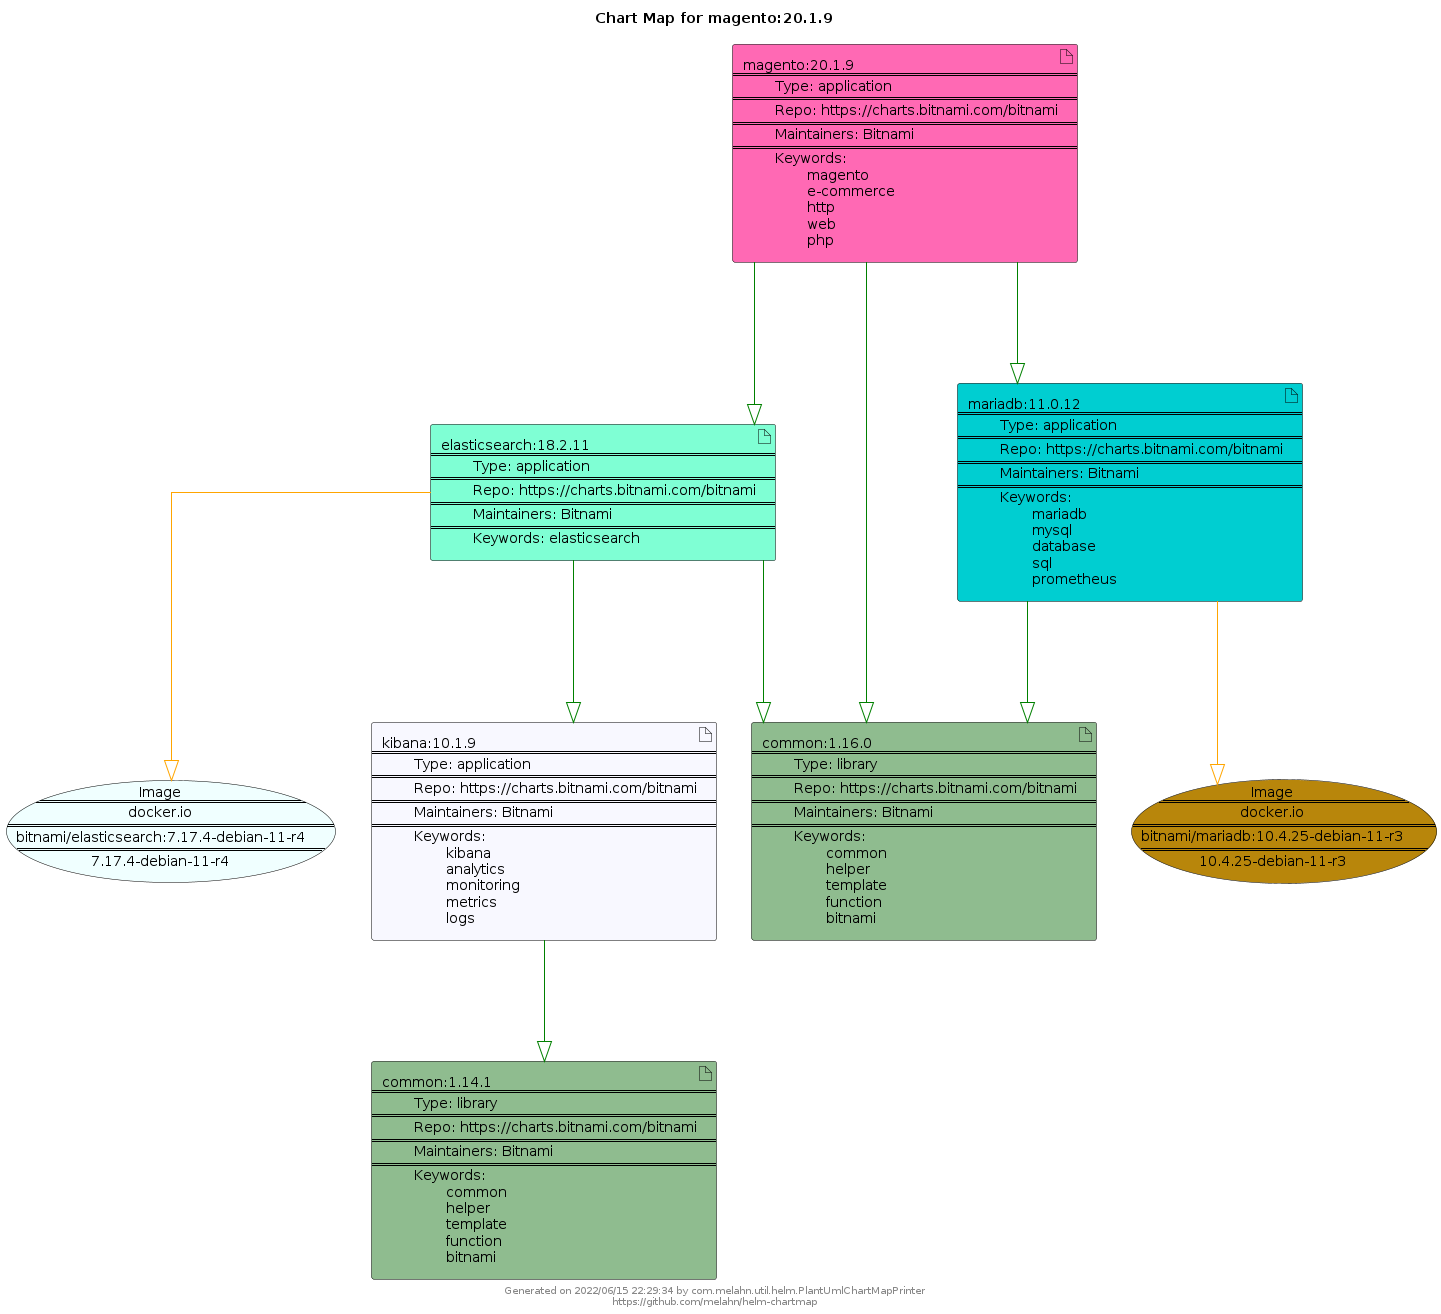 Chart Map for magento:20.1.9
magento:20.1.9
Type: application
Repo: https://charts.bitnami.com/bitnami
Maintainers: Bitnami
Keywords:
magento
e-commerce
http
web
php
mariadb:11.0.12
Type: application
Repo: https://charts.bitnami.com/bitnami
Maintainers: Bitnami
Keywords:
mariadb
mysql
database
sql
prometheus
elasticsearch:18.2.11
Type: application
Repo: https://charts.bitnami.com/bitnami
Maintainers: Bitnami
Keywords: elasticsearch
Image
docker.io
bitnami/elasticsearch:7.17.4-debian-11-r4
7.17.4-debian-11-r4
kibana:10.1.9
Type: application
Repo: https://charts.bitnami.com/bitnami
Maintainers: Bitnami
Keywords:
kibana
analytics
monitoring
metrics
logs
common:1.16.0
Type: library
Repo: https://charts.bitnami.com/bitnami
Maintainers: Bitnami
Keywords:
common
helper
template
function
bitnami
Image
docker.io
bitnami/mariadb:10.4.25-debian-11-r3
10.4.25-debian-11-r3
common:1.14.1
Type: library
Repo: https://charts.bitnami.com/bitnami
Maintainers: Bitnami
Keywords:
common
helper
template
function
bitnami
Generated on 2022/06/15 22:29:34 by com.melahn.util.helm.PlantUmlChartMapPrinter
https://github.com/melahn/helm-chartmap